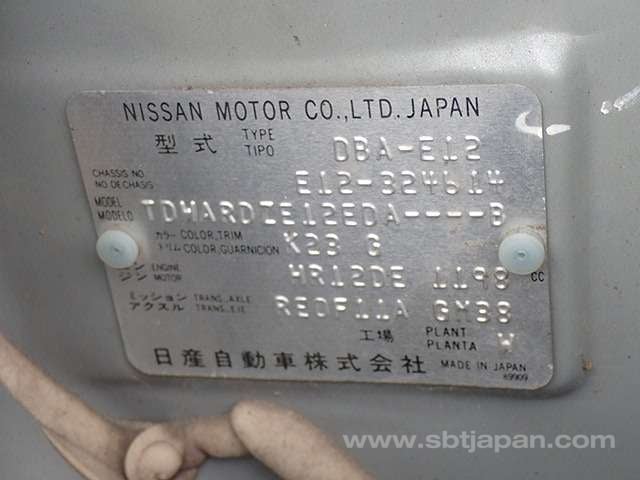 NISSAN MOTOR CO.,LTD. JAPAN
型式 TYPE TIPO DBA-E12
CHASSIS NO. NO DE CHASIS E12-324614
MODEL MODELO TDHARDZE12EDA----B
カラー トリム COLOR, TRIM COLOR, GUARNICION K23 G
ジン ENGINE MOTOR HR12DE 1198 CC
ミッション アクスル TRANS., AXLE TRANS., EJE RE0F11A GM38
工場 PLANT PLANTA W
日産自動車株式会社 MADE IN JAPAN
89909
www.sbtjapan.com